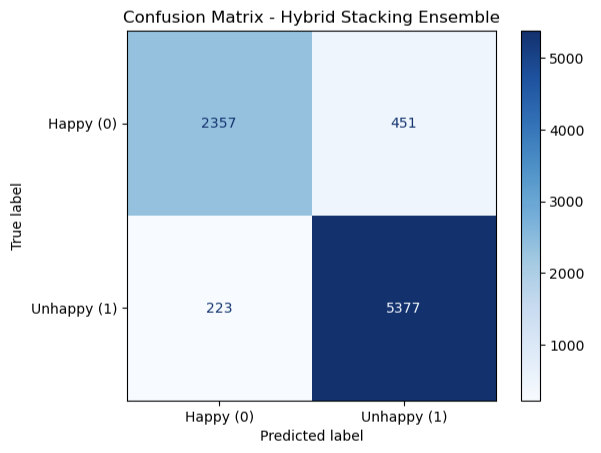 Confusion Matrix - Hybrid Stacking Ensemble
True label
Happy (0)
2357
451
Unhappy (1)
223
5377
Happy (0)
Unhappy (1)
Predicted label
5000
4000
3000
2000
1000